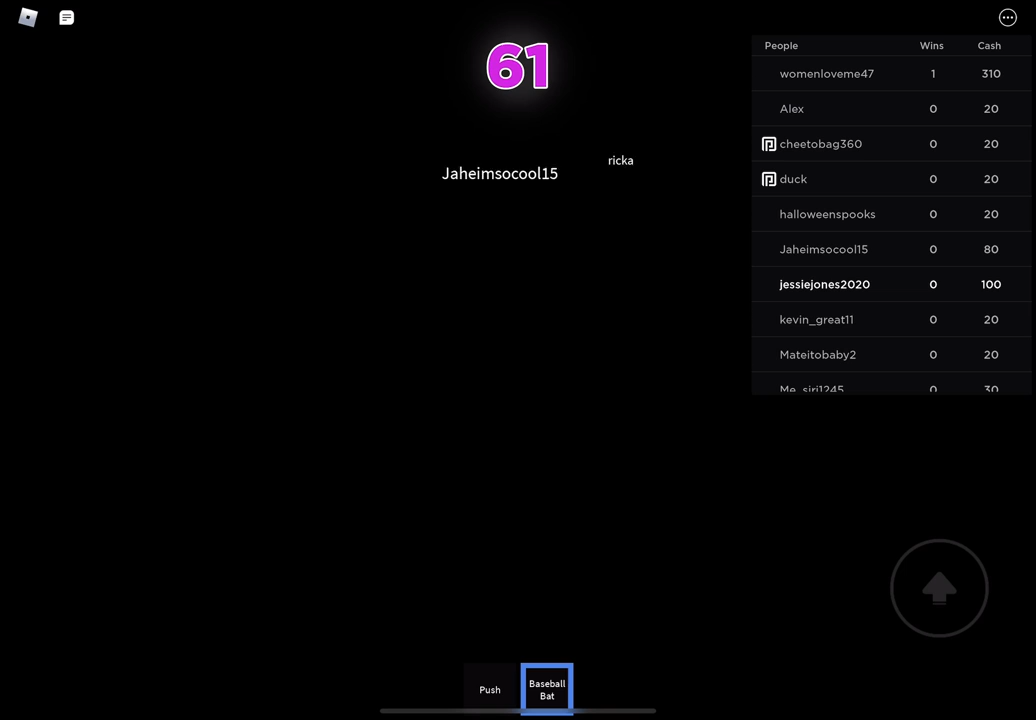 61
Jaheimsocool15
ricka
People Wins Cash
womenloveme47 1 310
Alex 0 20
cheetobag360 0 20
duck 0 20
halloweenspooks 0 20
Jaheimsocool15 0 80
jessiejones2020 0 100
kevin_great11 0 20
Mateitobaby2 0 20
Me_siri1245 0 30
Push
Baseball
Bat